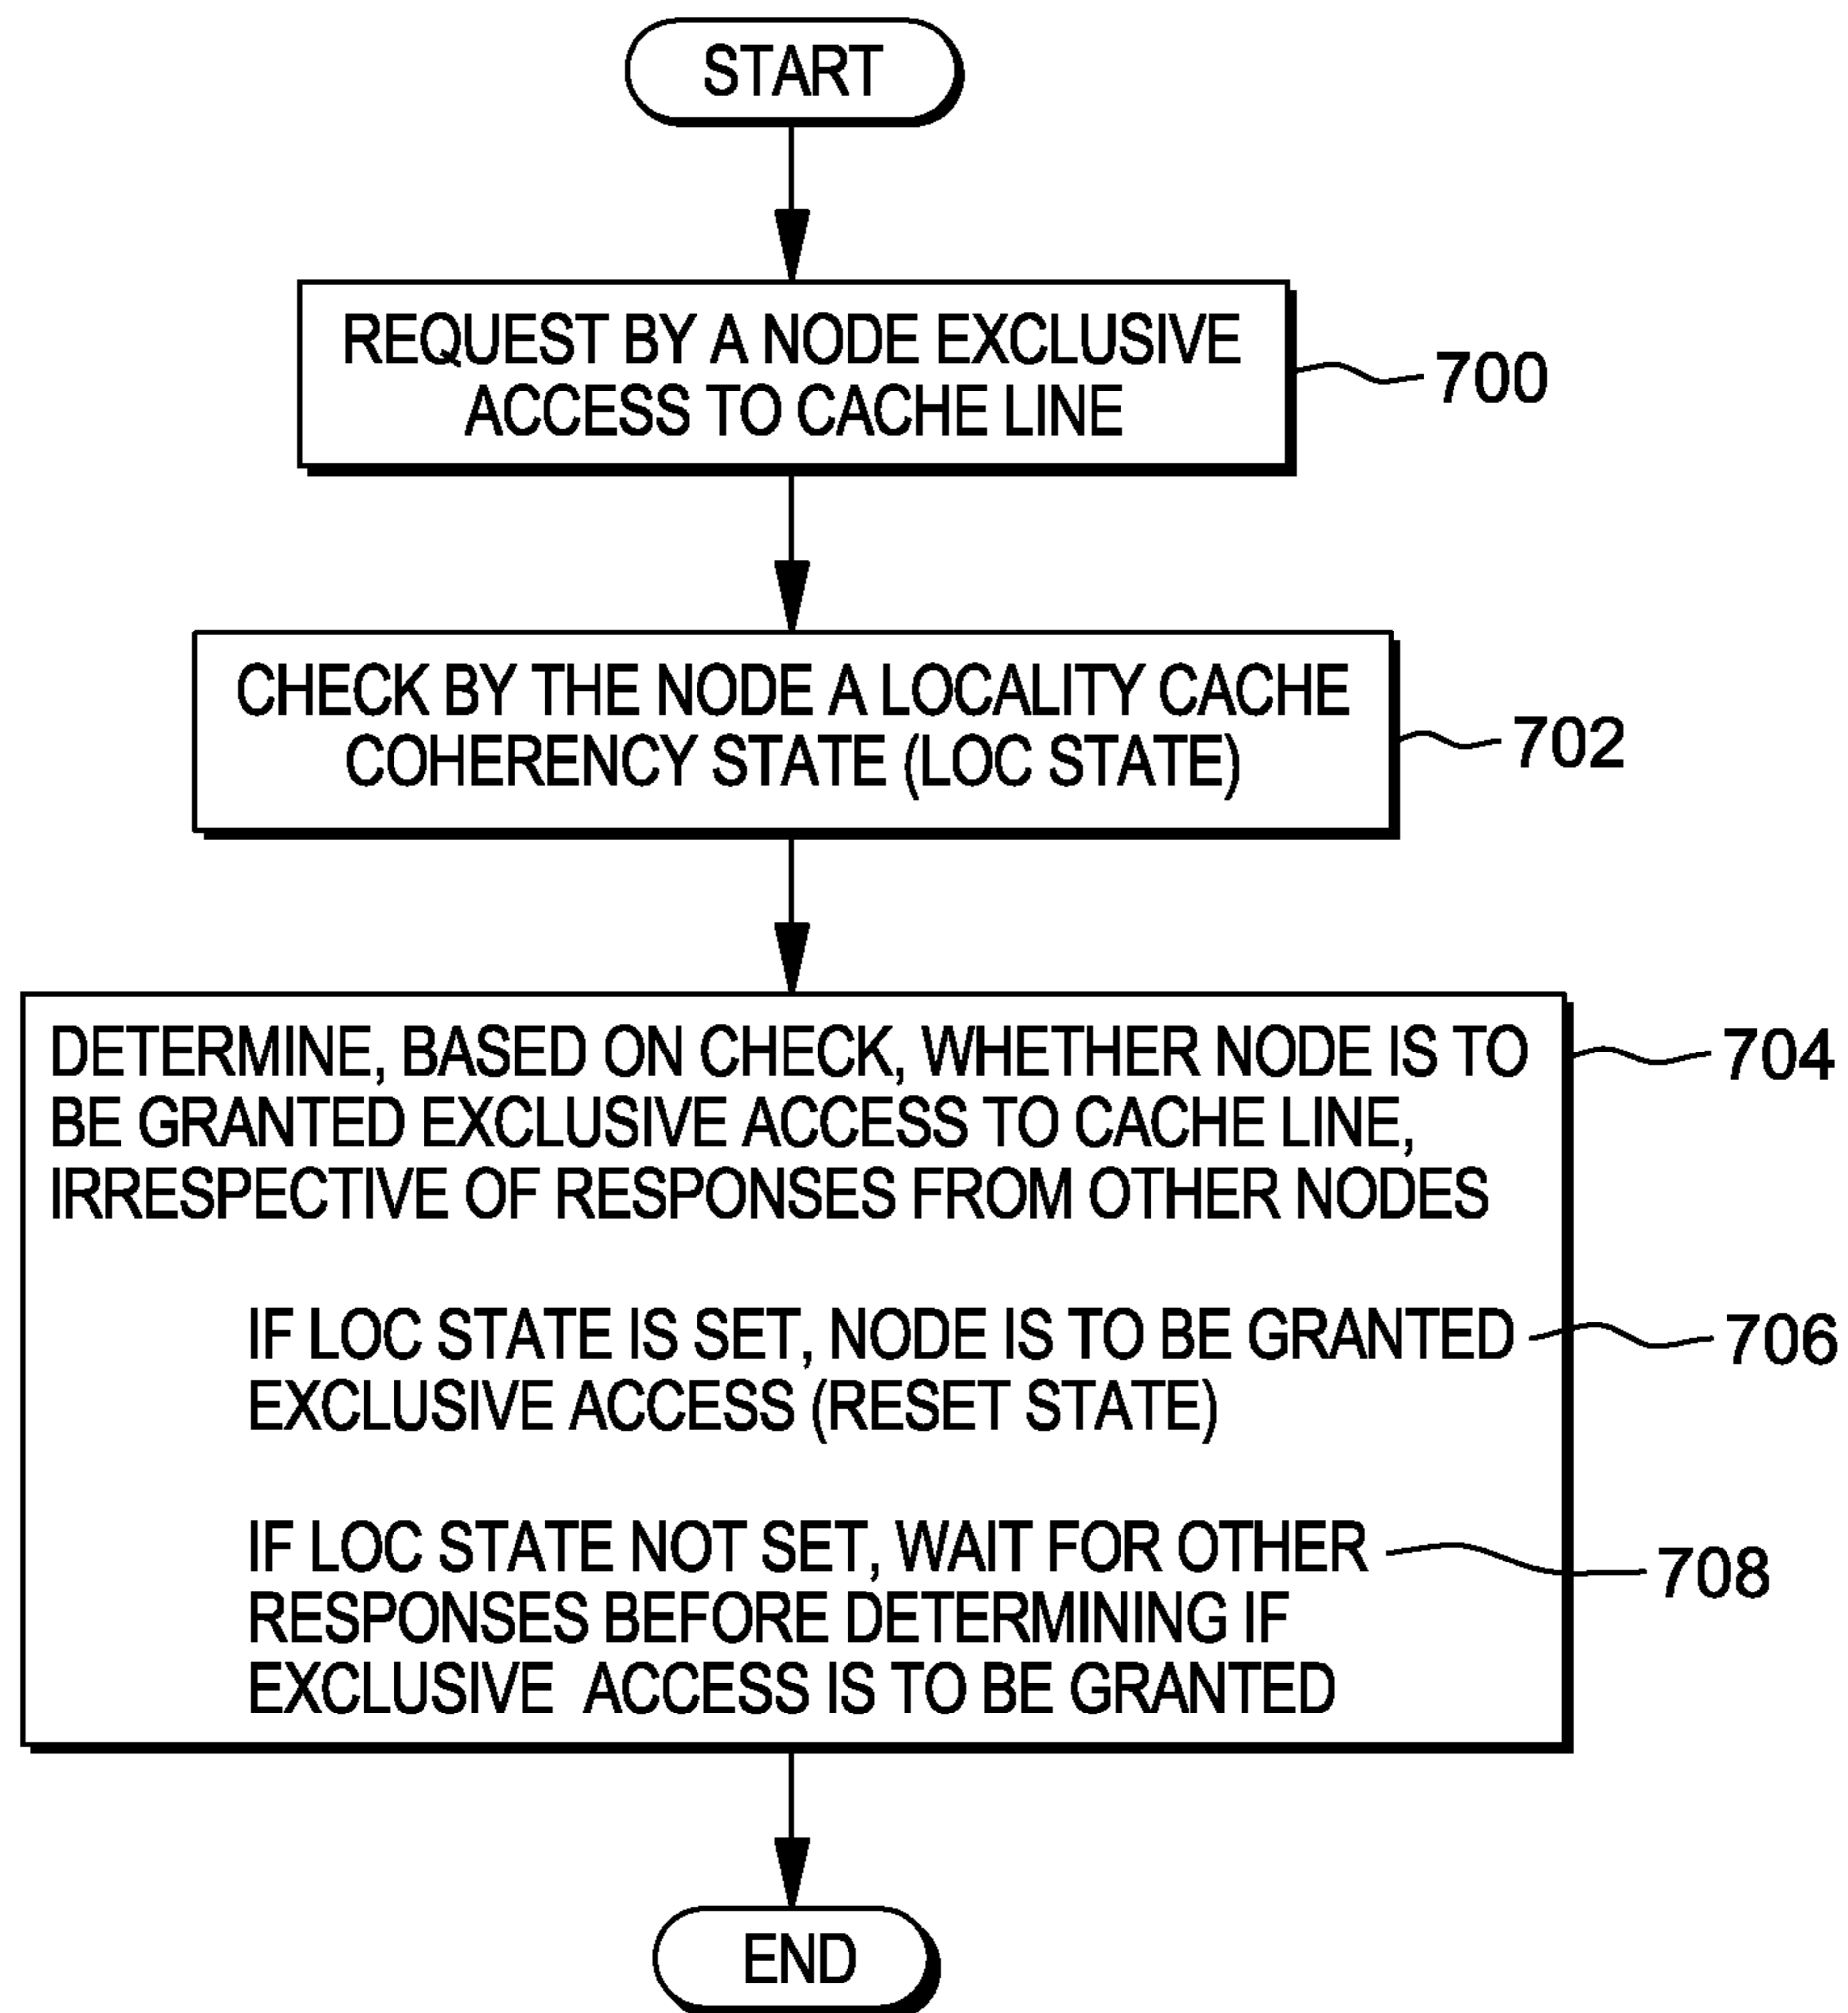 START
REQUEST BY A NODE EXCLUSIVE
ACCESS TO CACHE LINE
700
CHECK BY THE NODE A LOCALITY CACHE
COHERENCY STATE (LOC STATE)
702
DETERMINE, BASED ON CHECK, WHETHER NODE IS TO
BE GRANTED EXCLUSIVE ACCESS TO CACHE LINE,
IRRESPECTIVE OF RESPONSES FROM OTHER NODES
704
IF LOC STATE IS SET, NODE IS TO BE GRANTED
EXCLUSIVE ACCESS (RESET STATE)
706
IF LOC STATE NOT SET, WAIT FOR OTHER
RESPONSES BEFORE DETERMINING IF
EXCLUSIVE ACCESS IS TO BE GRANTED
708
END